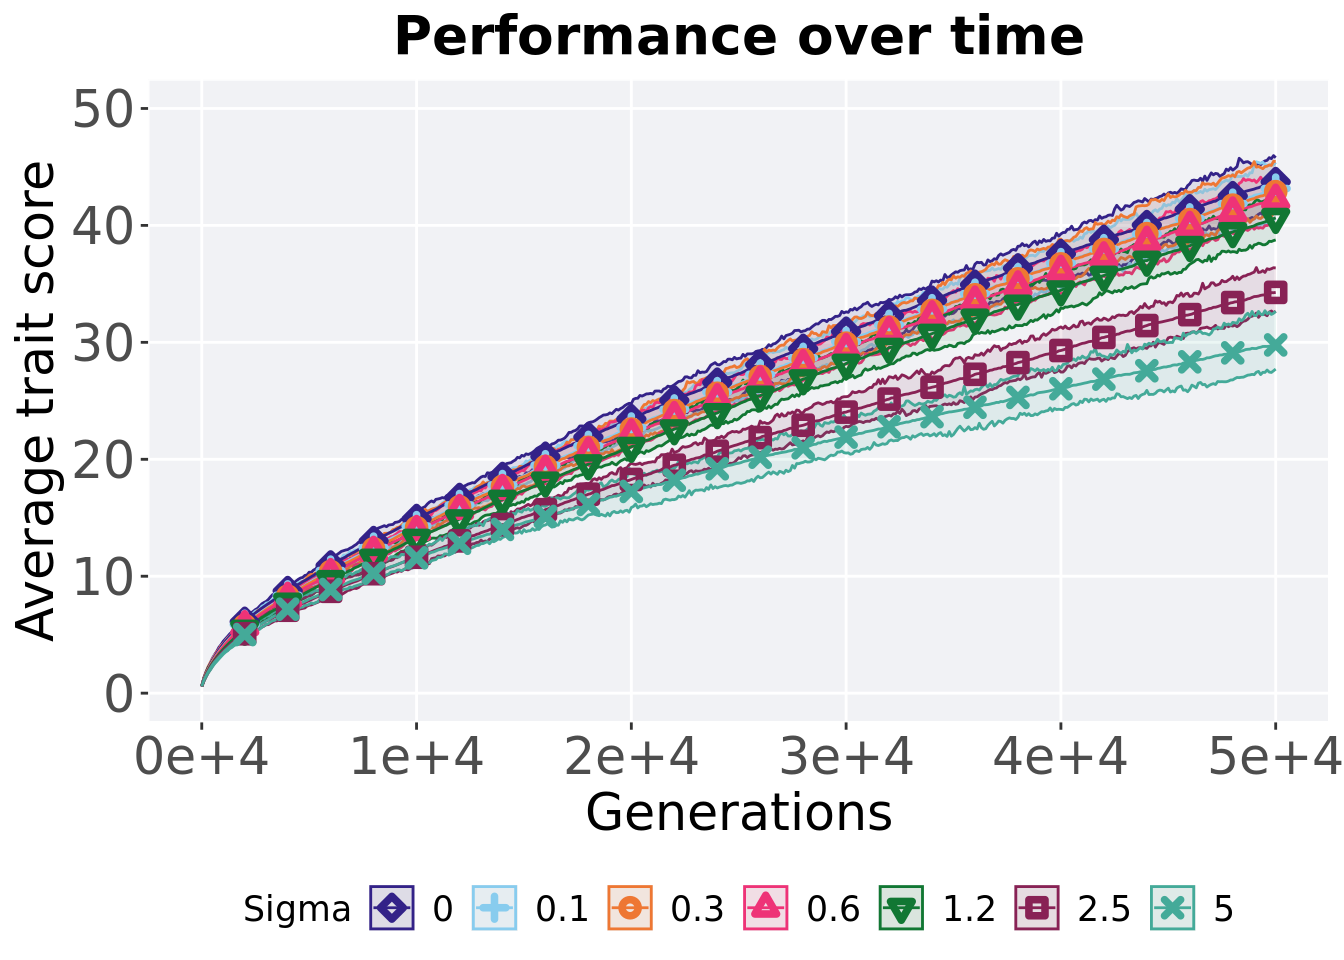 Performance over time
Average trait score
50
40
30
20
10
0
0e+4 1e+4 2e+4 3e+4 4e+4 5e+4
Generations
Sigma 0 0.1 0.3 0.6 1.2 2.5 5